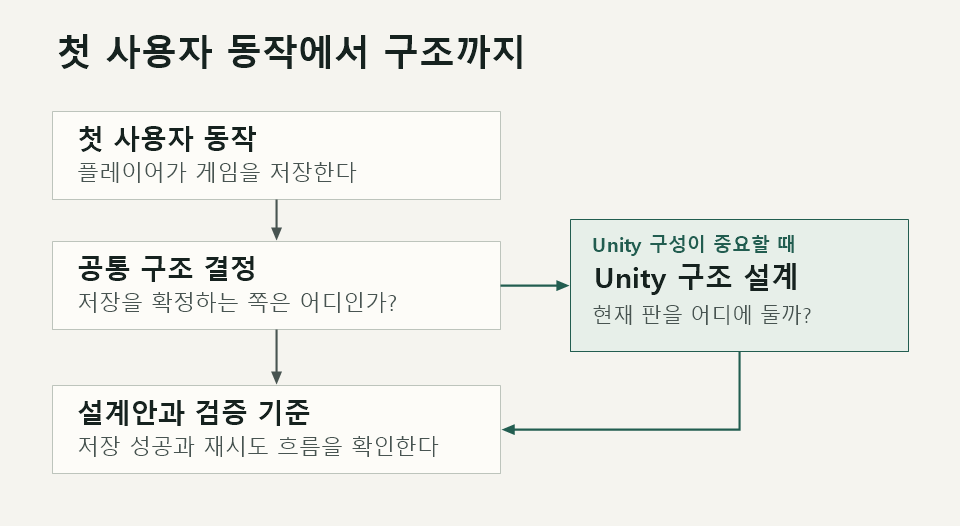 첫 사용자 동작에서 구조까지
첫 사용자 동작
플레이어가 게임을 저장한다
공통 구조 결정
저장을 확정하는 쪽은 어디인가?
Unity 구성이 중요할 때
Unity 구조 설계
현재 판을 어디에 둘까?
설계안과 검증 기준
저장 성공과 재시도 흐름을 확인한다